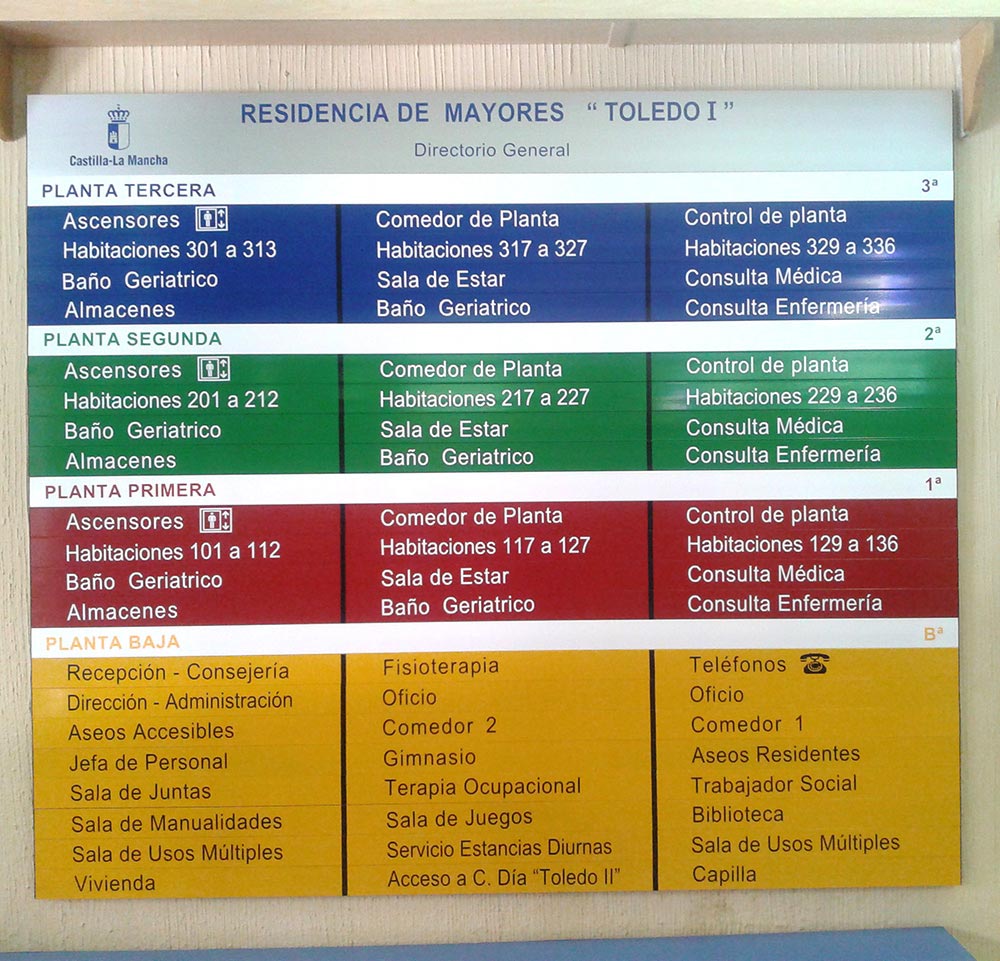 RESIDENCIA DE MAYORES “ TOLEDO I ”
Castilla-La Mancha
Directorio General
PLANTA TERCERA 3ª
Ascensores Comedor de Planta Control de planta
Habitaciones 301 a 313 Habitaciones 317 a 327 Habitaciones 329 a 336
Baño Geriatrico Sala de Estar Consulta Médica
Almacenes Baño Geriatrico Consulta Enfermería
PLANTA SEGUNDA 2ª
Ascensores Comedor de Planta Control de planta
Habitaciones 201 a 212 Habitaciones 217 a 227 Habitaciones 229 a 236
Baño Geriatrico Sala de Estar Consulta Médica
Almacenes Baño Geriatrico Consulta Enfermería
PLANTA PRIMERA 1ª
Ascensores Comedor de Planta Control de planta
Habitaciones 101 a 112 Habitaciones 117 a 127 Habitaciones 129 a 136
Baño Geriatrico Sala de Estar Consulta Médica
Almacenes Baño Geriatrico Consulta Enfermería
PLANTA BAJA Bª
Recepción - Consejería Fisioterapia Teléfonos
Dirección - Administración Oficio Oficio
Aseos Accesibles Comedor 2 Comedor 1
Jefa de Personal Gimnasio Aseos Residentes
Sala de Juntas Terapia Ocupacional Trabajador Social
Sala de Manualidades Sala de Juegos Biblioteca
Sala de Usos Múltiples Servicio Estancias Diurnas Sala de Usos Múltiples
Vivienda Acceso a C. Día “Toledo II” Capilla